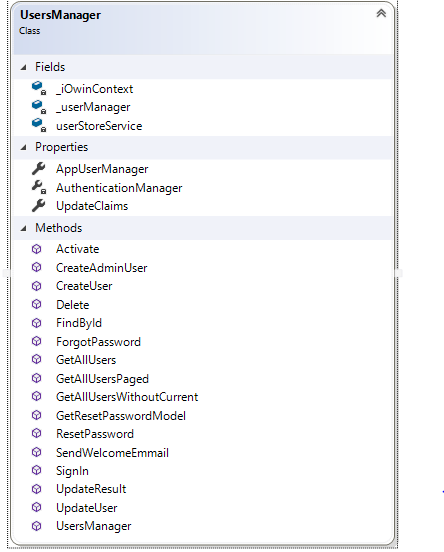 UsersManager
Class
Fields
_iOwinContext
_userManager
userStoreService
Properties
AppUserManager
AuthenticationManager
UpdateClaims
Methods
Activate
CreateAdminUser
CreateUser
Delete
FindById
ForgotPassword
GetAllUsers
GetAllUsersPaged
GetAllUsersWithoutCurrent
GetResetPasswordModel
ResetPassword
SendWelcomeEmmail
SignIn
UpdateResult
UpdateUser
UsersManager